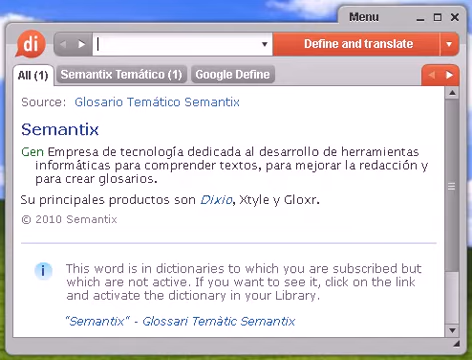 Menu
di
Define and translate
All (1)
Semantix Temático (1)
Google Define
Source: Glosario Temático Semantix
Semantix
Gen Empresa de tecnología dedicada al desarrollo de herramientas
informáticas para comprender textos, para mejorar la redacción y
para crear glosarios.
Su principales productos son Dixio, Xtyle y Gloxr.
© 2010 Semantix
i
This word is in dictionaries to which you are subscribed but
which are not active. If you want to see it, click on the link
and activate the dictionary in your Library.
"Semantix" - Glossari Temàtic Semantix